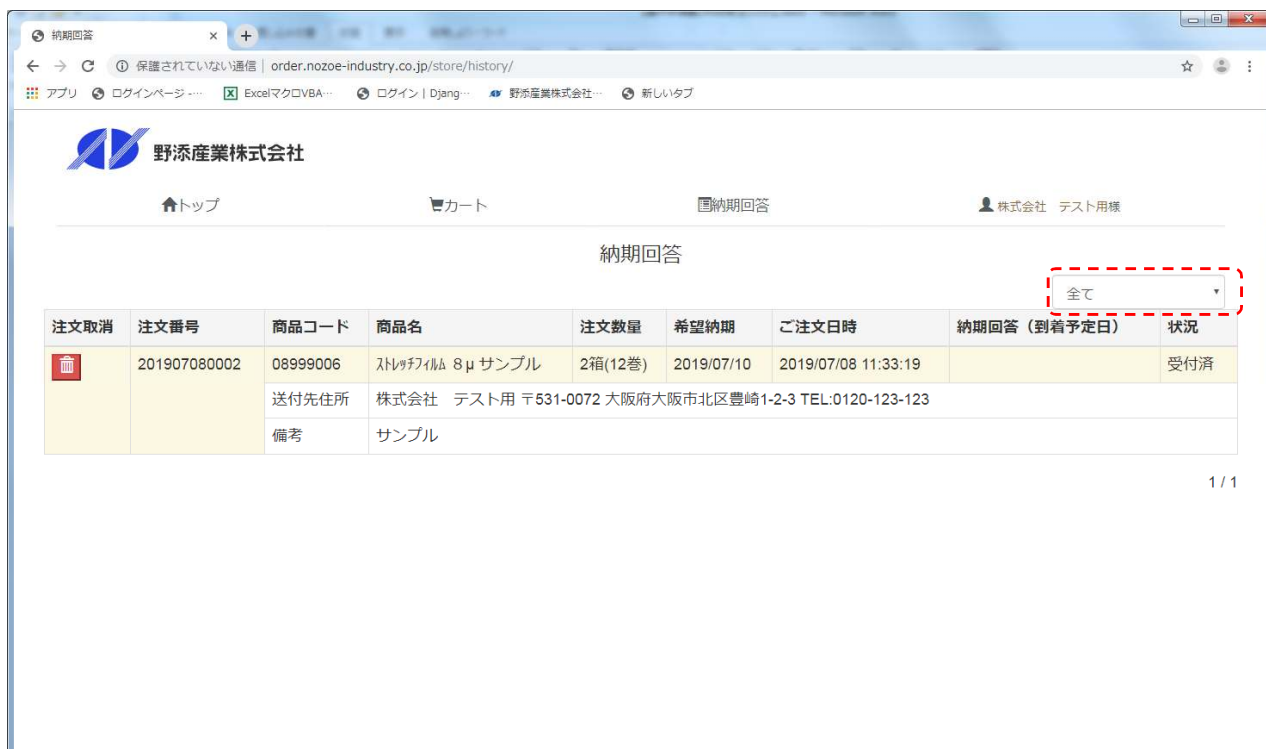 納期回答
保護されていない通信 | order.nozoe-industry.co.jp/store/history/
アプリ ログインページ -… ExcelマクロVBA… ログイン | Djang… 野添産業株式会社… 新しいタブ
野添産業株式会社
トップ カート 納期回答 株式会社 テスト用様
納期回答
全て
注文取消 注文番号 商品コード 商品名 注文数量 希望納期 ご注文日時 納期回答（到着予定日） 状況
201907080002 08999006 ｽﾄﾚｯﾁﾌｨﾙﾑ 8μ サンプル 2箱(12巻) 2019/07/10 2019/07/08 11:33:19 受付済
送付先住所 株式会社 テスト用 〒531-0072 大阪府大阪市北区豊崎1-2-3 TEL:0120-123-123
備考 サンプル
1 / 1